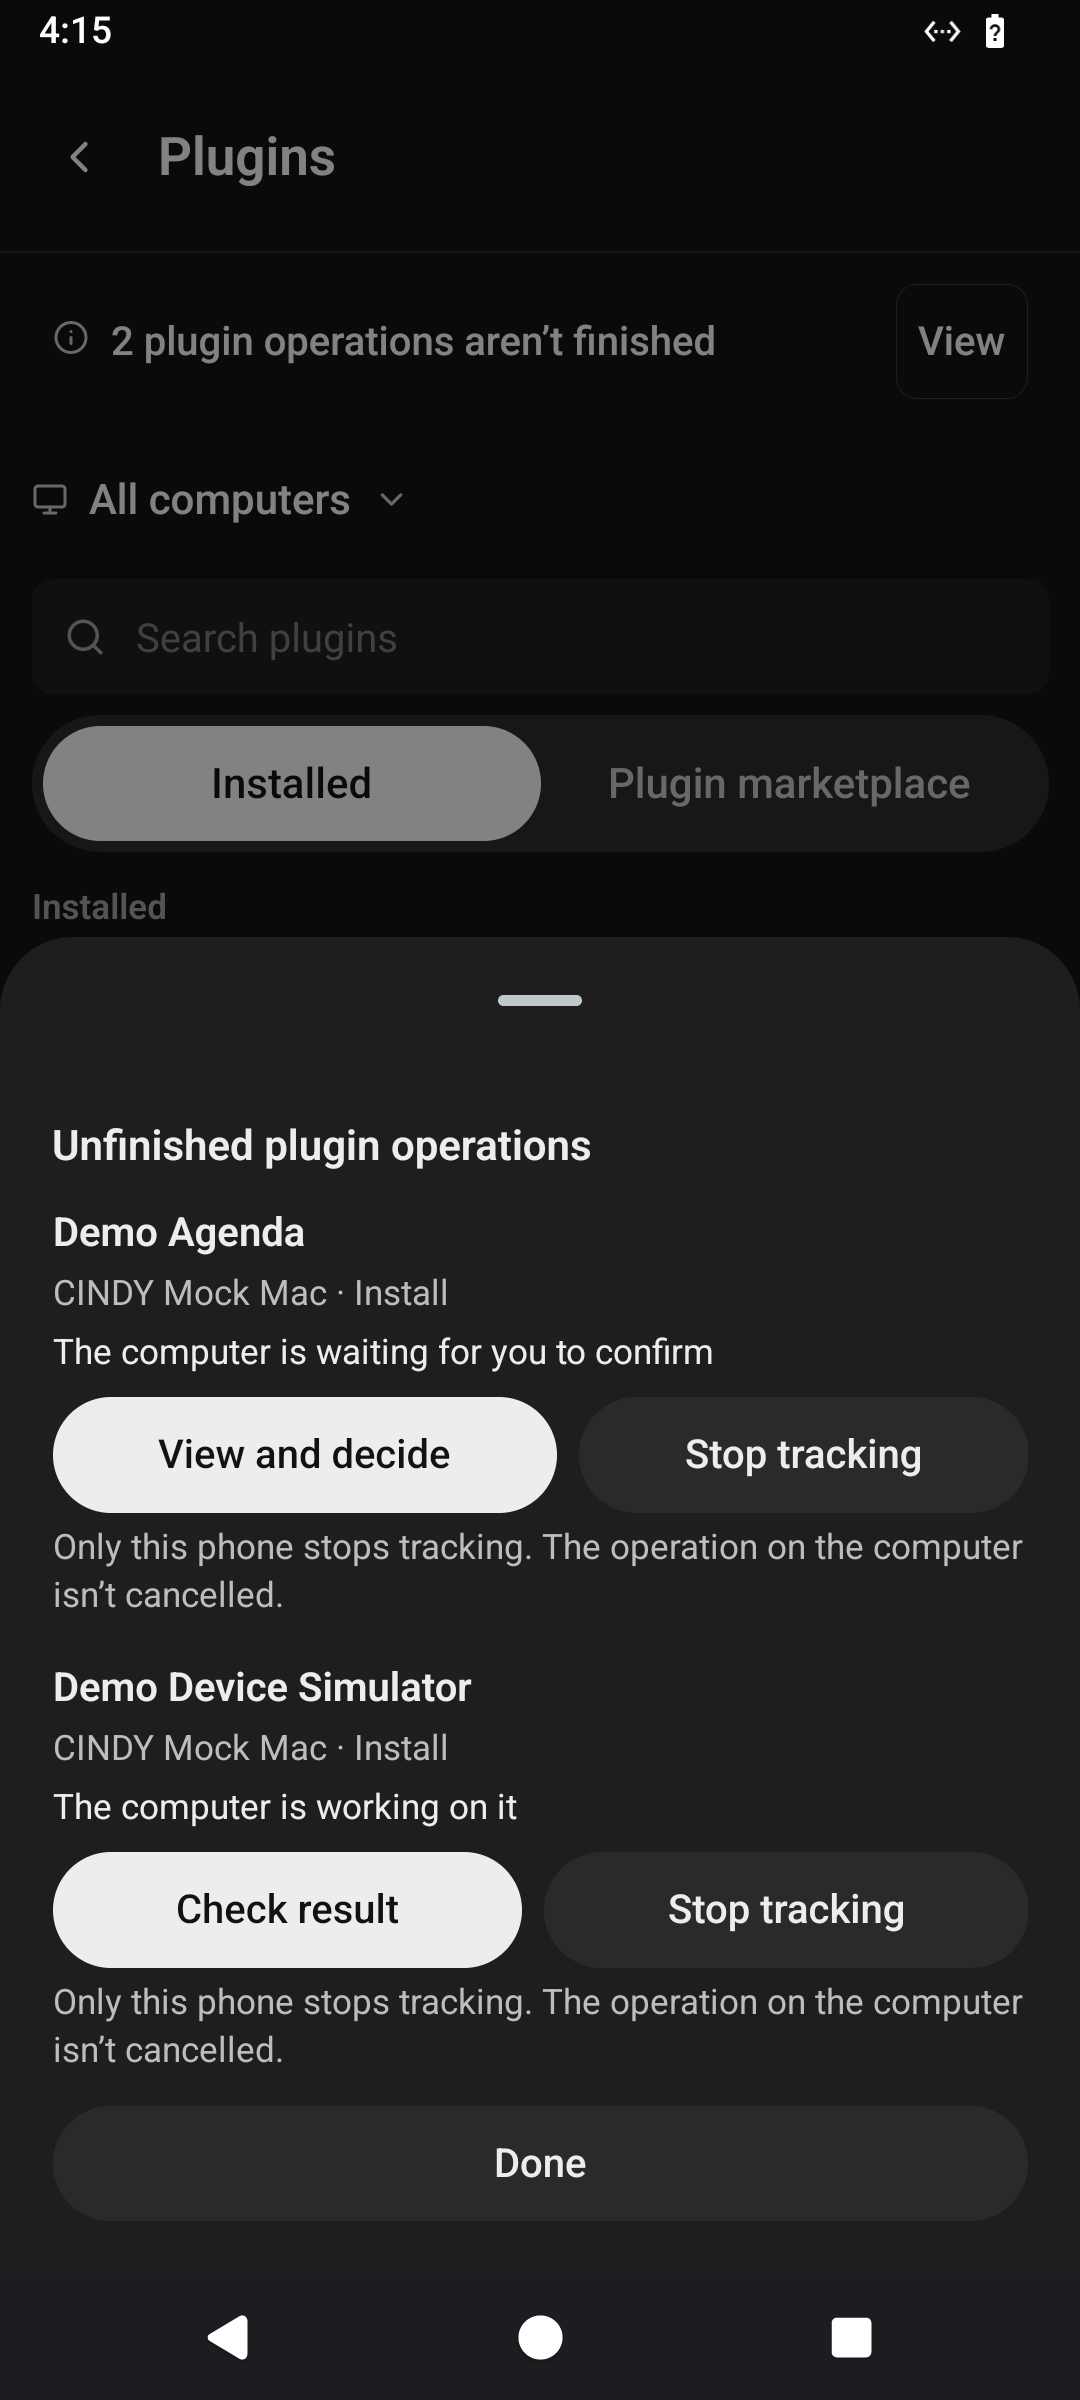 4:15
Plugins
2 plugin operations aren’t finished
View
All computers
Search plugins
Installed
Plugin marketplace
Installed
Unfinished plugin operations
Demo Agenda
CINDY Mock Mac · Install
The computer is waiting for you to confirm
View and decide
Stop tracking
Only this phone stops tracking. The operation on the computer
isn’t cancelled.
Demo Device Simulator
CINDY Mock Mac · Install
The computer is working on it
Check result
Stop tracking
Only this phone stops tracking. The operation on the computer
isn’t cancelled.
Done